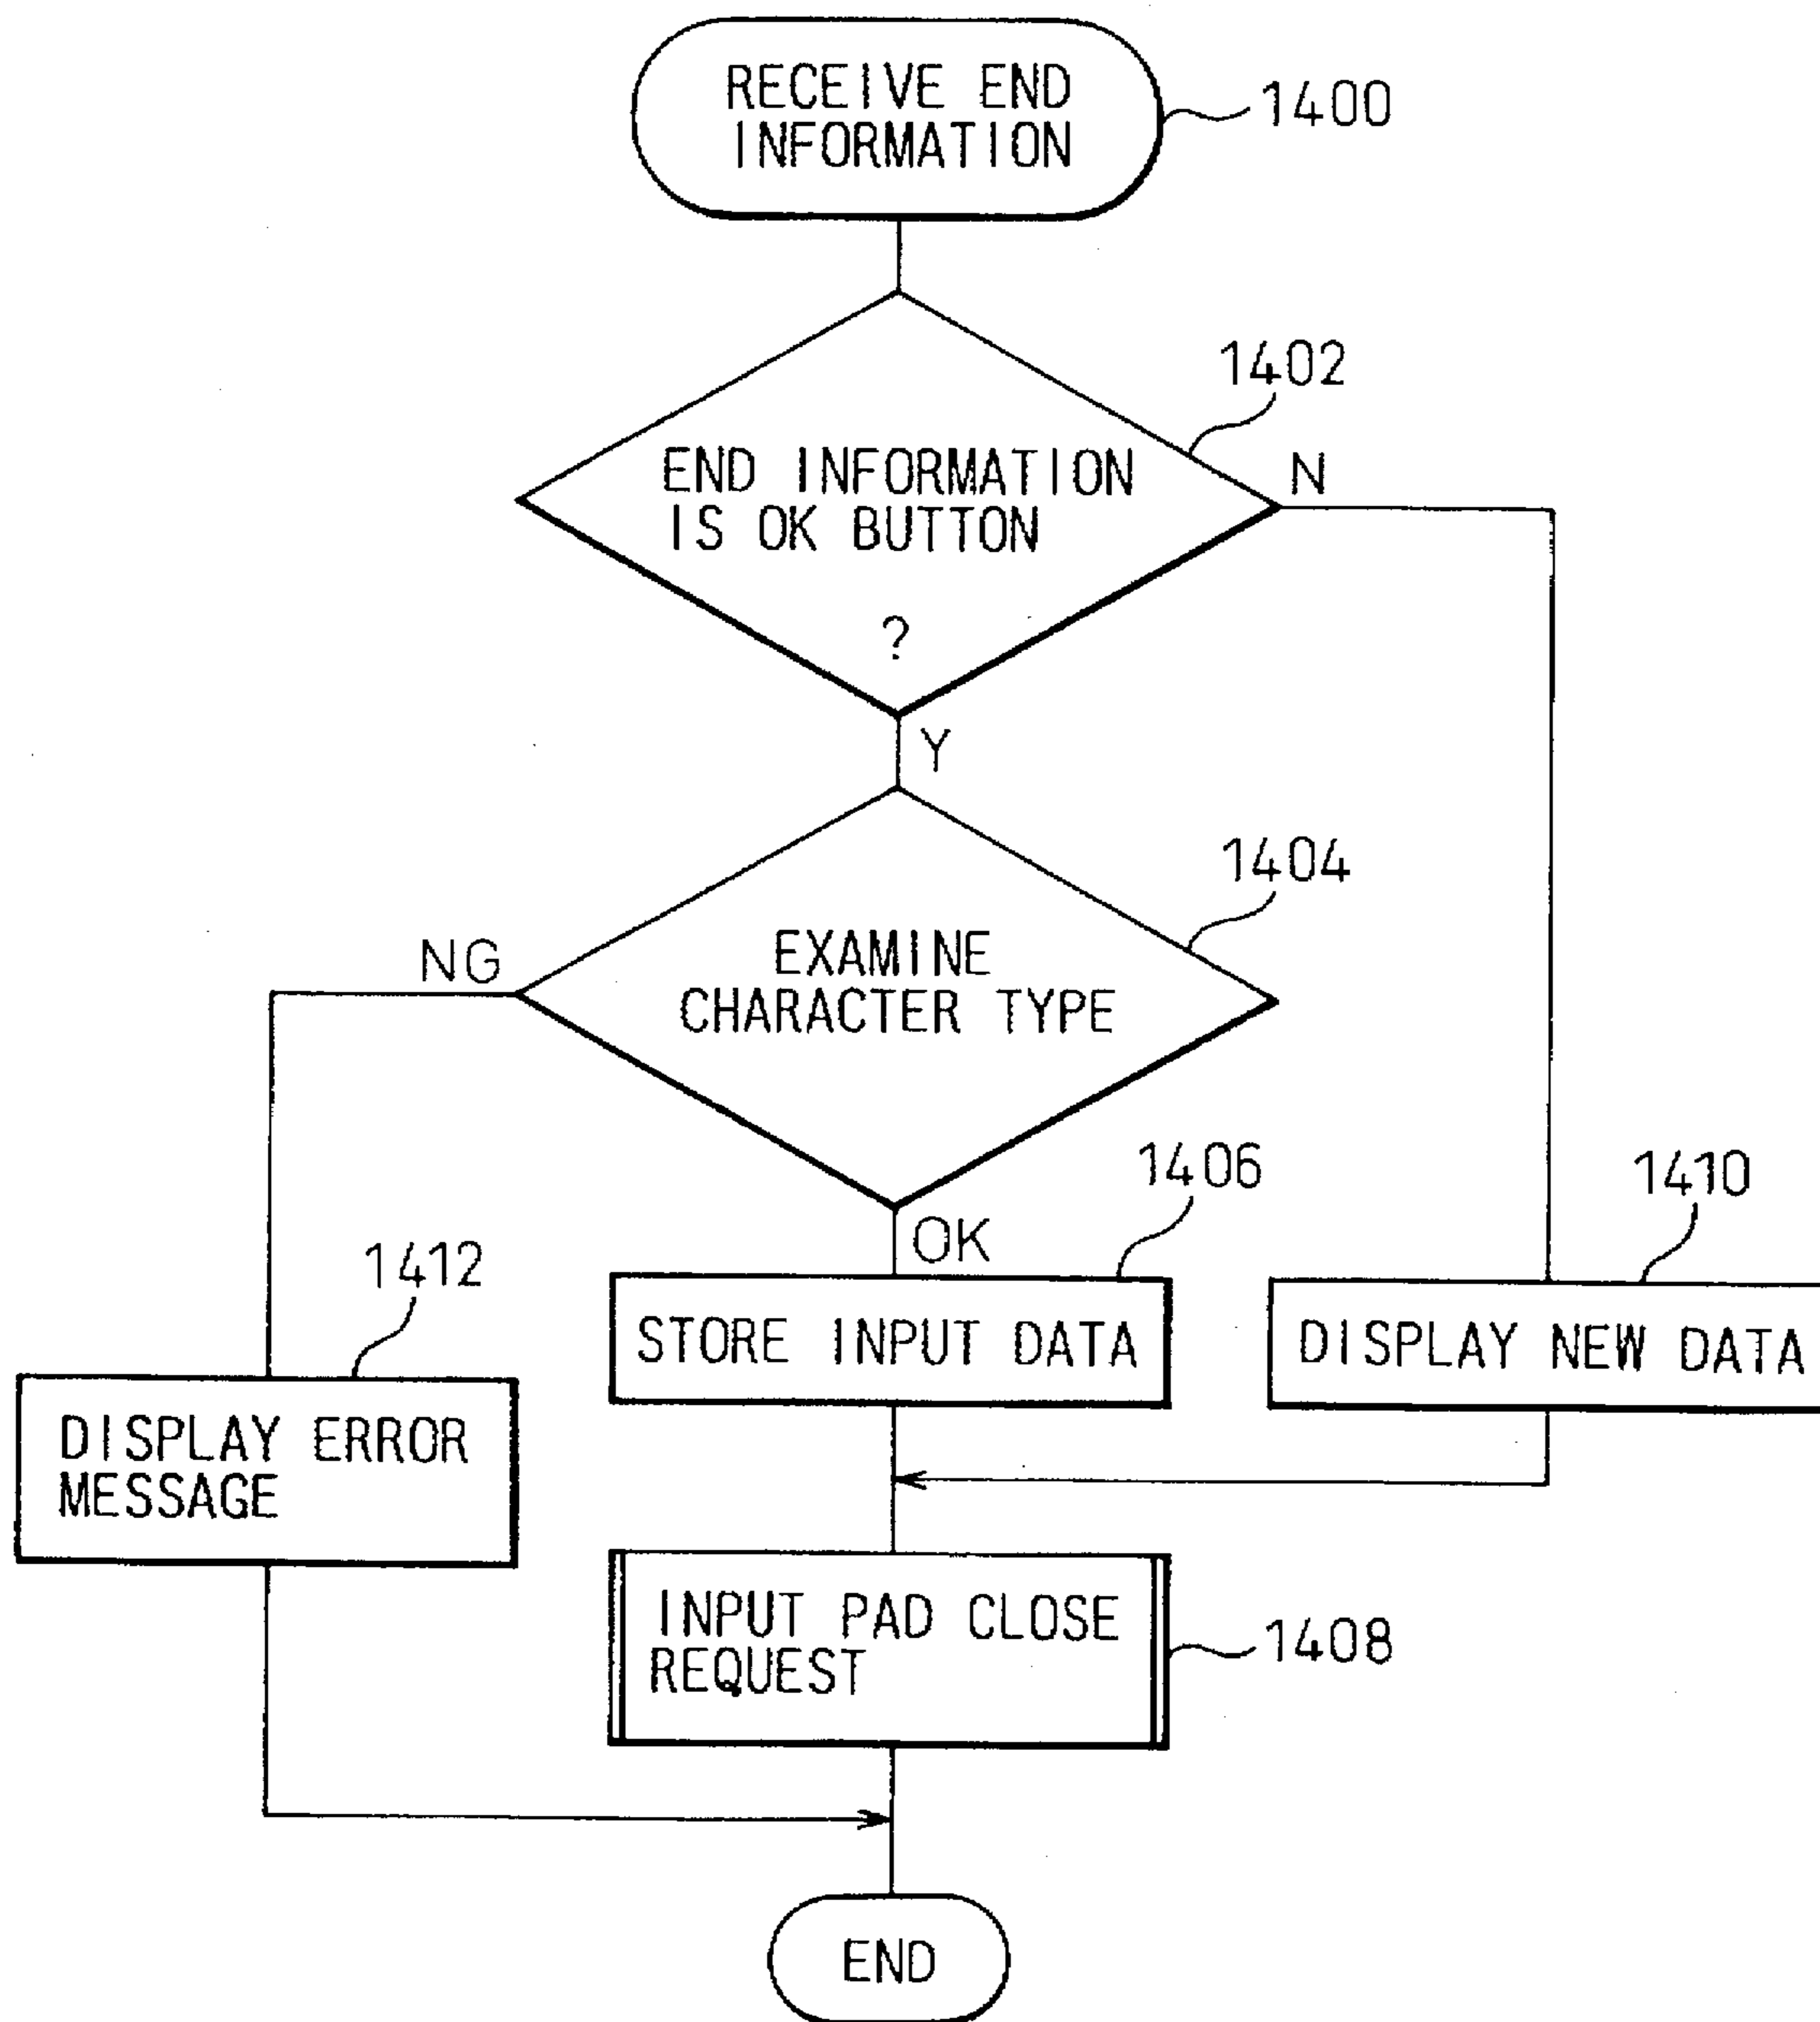 RECEIVE END
INFORMATION
1400
1402
END INFORMATION
IS OK BUTTON
?
N
Y
1404
EXAMINE
CHARACTER TYPE
NG
OK
1406
1410
1412
STORE INPUT DATA
DISPLAY NEW DATA
DISPLAY ERROR
MESSAGE
INPUT PAD CLOSE
REQUEST
1408
END